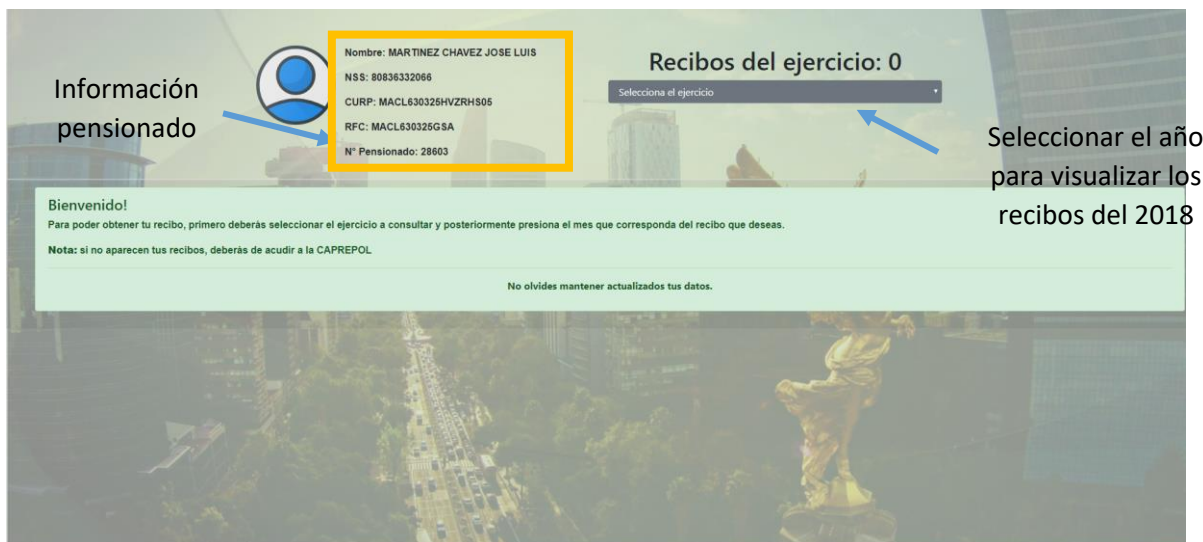 Información
pensionado
Nombre: MARTINEZ CHAVEZ JOSE LUIS
NSS: 80836332066
CURP: MACL630325HVZRHS05
RFC: MACL630325GSA
N° Pensionado: 28603
Recibos del ejercicio: 0
Selecciona el ejercicio
Seleccionar el año
para visualizar los
recibos del 2018
Bienvenido!
Para poder obtener tu recibo, primero deberás seleccionar el ejercicio a consultar y posteriormente presiona el mes que corresponda del recibo que deseas.
Nota: si no aparecen tus recibos, deberás de acudir a la CAPREPOL
No olvides mantener actualizados tus datos.